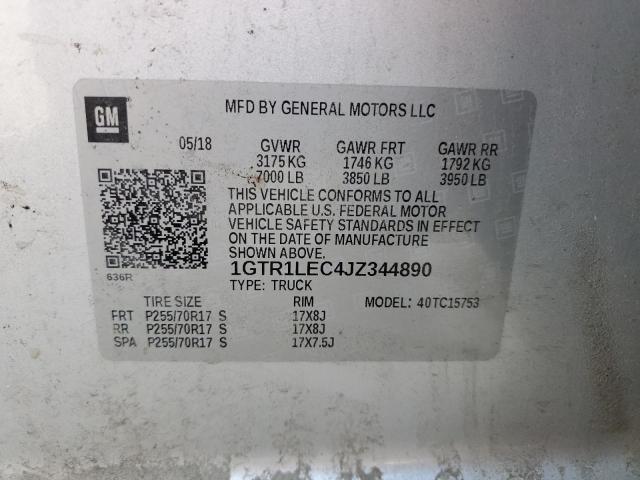 GM
MFD BY GENERAL MOTORS LLC
05/18 GVWR GAWR FRT GAWR RR
3175 KG 1746 KG 1792 KG
7000 LB 3850 LB 3950 LB
THIS VEHICLE CONFORMS TO ALL
APPLICABLE U.S. FEDERAL MOTOR
VEHICLE SAFETY STANDARDS IN EFFECT
ON THE DATE OF MANUFACTURE
SHOWN ABOVE.
1GTR1LEC4JZ344890
636R
TYPE: TRUCK
TIRE SIZE RIM MODEL: 40TC15753
FRT P255/70R17 S 17X8J
RR P255/70R17 S 17X8J
SPA P255/70R17 S 17X7.5J